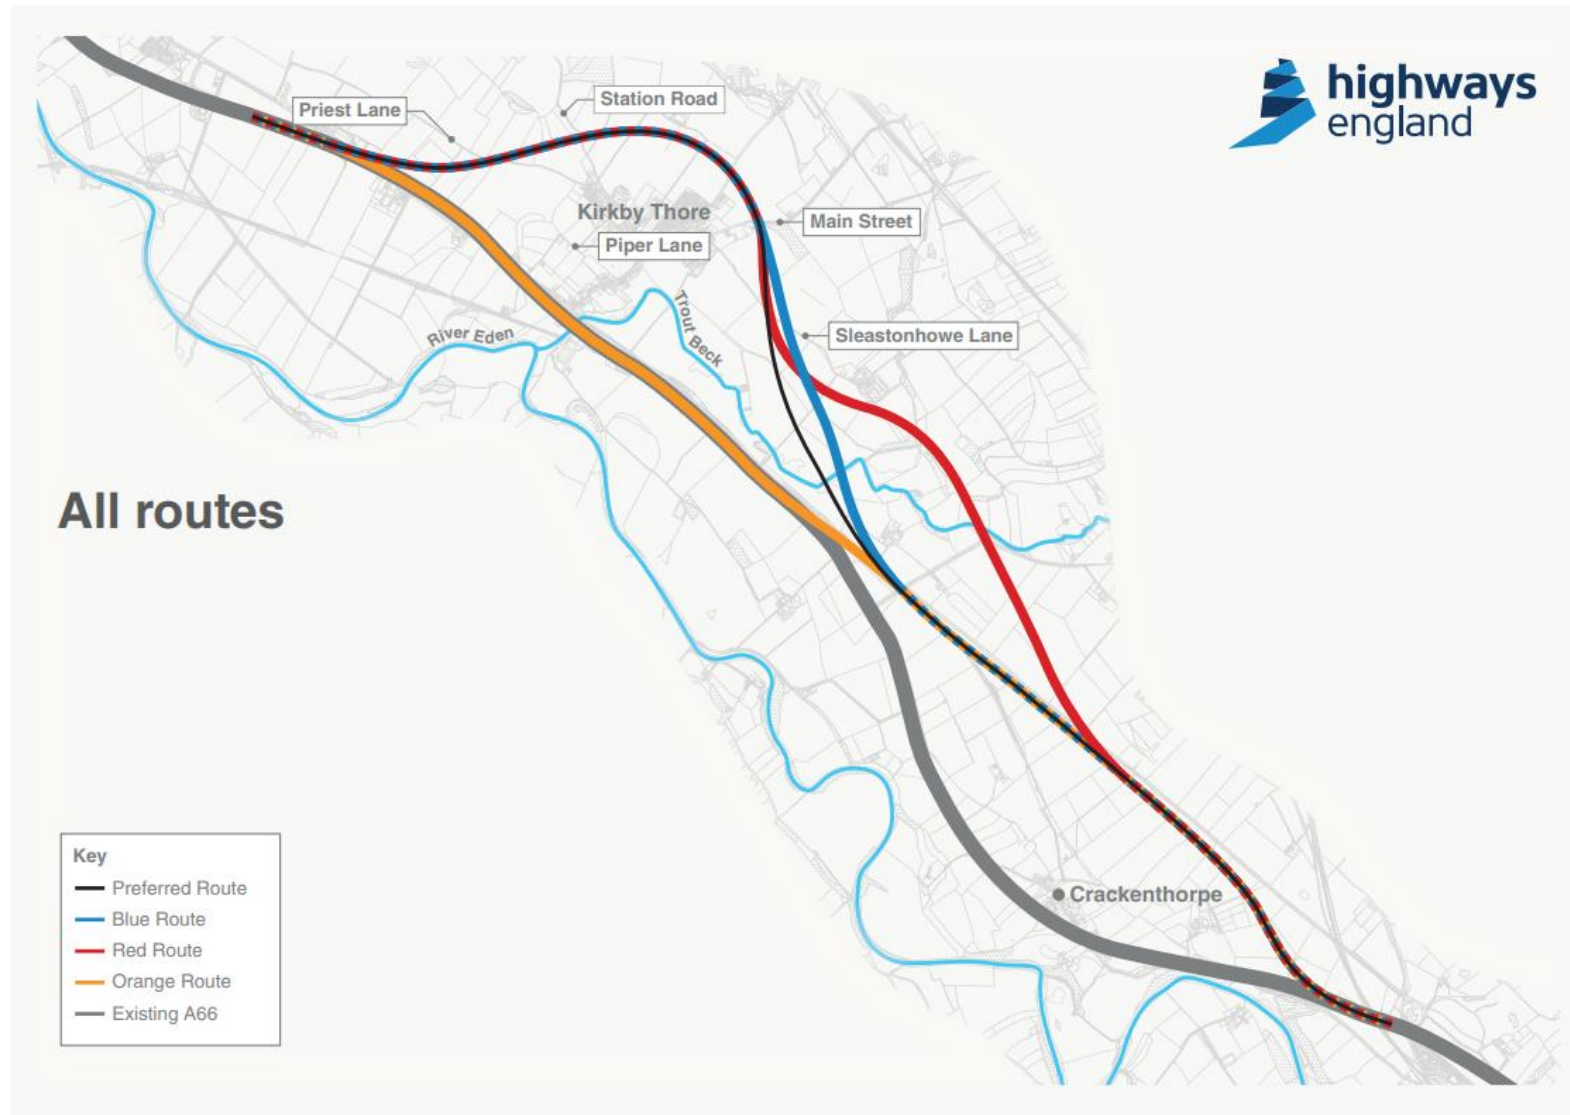 highways
england
Priest Lane
Station Road
Kirkby Thore
Main Street
Piper Lane
River Eden
Trout Beck
Sleastonhowe Lane
All routes
Crackenthorpe
Key
Preferred Route
Blue Route
Red Route
Orange Route
Existing A66